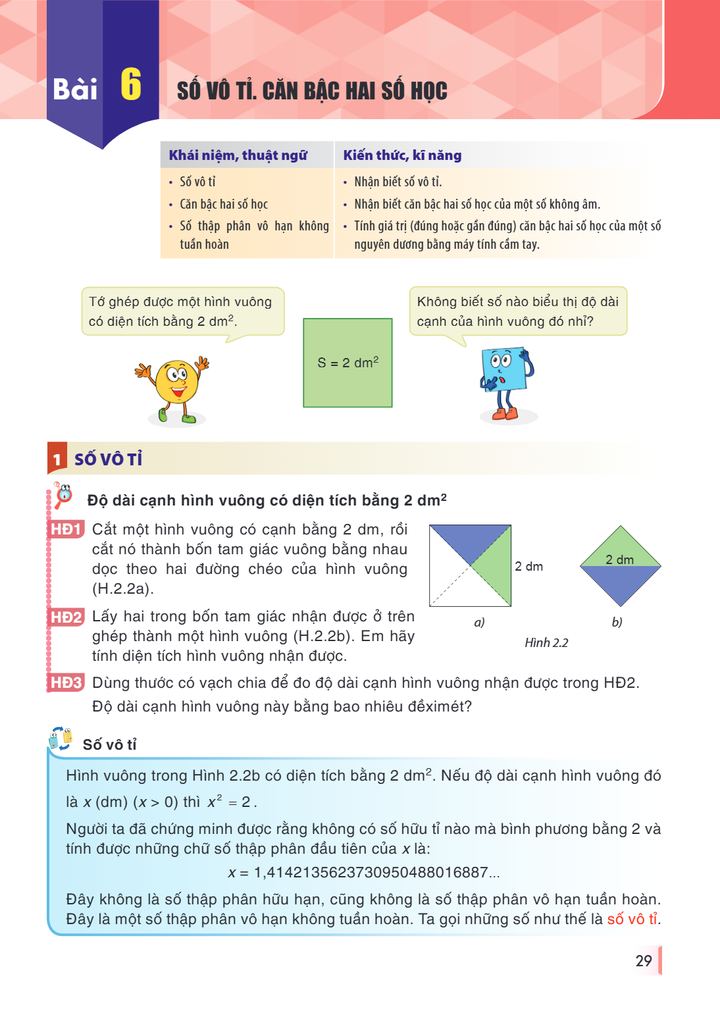 Bài 6
SỐ VÔ TỈ. CĂN BẬC HAI SỐ HỌC
Khái niệm, thuật ngữ
• Số vô tỉ
• Căn bậc hai số học
• Số thập phân vô hạn không
tuần hoàn
Kiến thức, kĩ năng
• Nhận biết số vô tỉ.
• Nhận biết căn bậc hai số học của một số không âm.
• Tính giá trị (đúng hoặc gần đúng) căn bậc hai số học của một số
nguyên dương bằng máy tính cầm tay.
Tớ ghép được một hình vuông
có diện tích bằng 2 dm².
S = 2 dm²
Không biết số nào biểu thị độ dài
cạnh của hình vuông đó nhỉ?
1 SỐ VÔ TỈ
Độ dài cạnh hình vuông có diện tích bằng 2 dm²
HĐ1 Cắt một hình vuông có cạnh bằng 2 dm, rồi
cắt nó thành bốn tam giác vuông bằng nhau
dọc theo hai đường chéo của hình vuông
(H.2.2a).
HĐ2 Lấy hai trong bốn tam giác nhận được ở trên
ghép thành một hình vuông (H.2.2b). Em hãy
tính diện tích hình vuông nhận được.
2 dm
2 dm
a)
b)
Hình 2.2
HĐ3 Dùng thước có vạch chia để đo độ dài cạnh hình vuông nhận được trong HĐ2.
Độ dài cạnh hình vuông này bằng bao nhiêu đềximét?
Số vô tỉ
Hình vuông trong Hình 2.2b có diện tích bằng 2 dm². Nếu độ dài cạnh hình vuông đó
là x (dm) (x > 0) thì x² = 2.
Người ta đã chứng minh được rằng không có số hữu tỉ nào mà bình phương bằng 2 và
tính được những chữ số thập phân đầu tiên của x là:
x = 1,4142135623730950488016887...
Đây không là số thập phân hữu hạn, cũng không là số thập phân vô hạn tuần hoàn.
Đây là một số thập phân vô hạn không tuần hoàn. Ta gọi những số như thế là số vô tỉ.
29